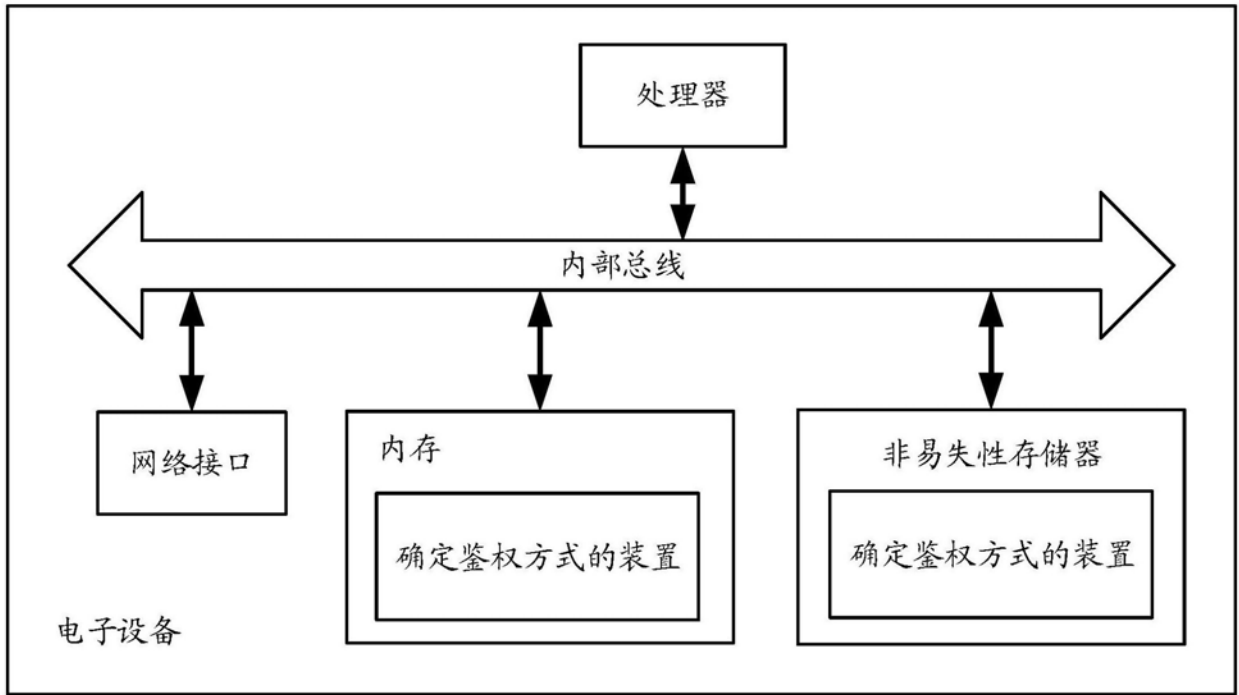 处理器
内部总线
网络接口
内存
确定鉴权方式的装置
非易失性存储器
确定鉴权方式的装置
电子设备